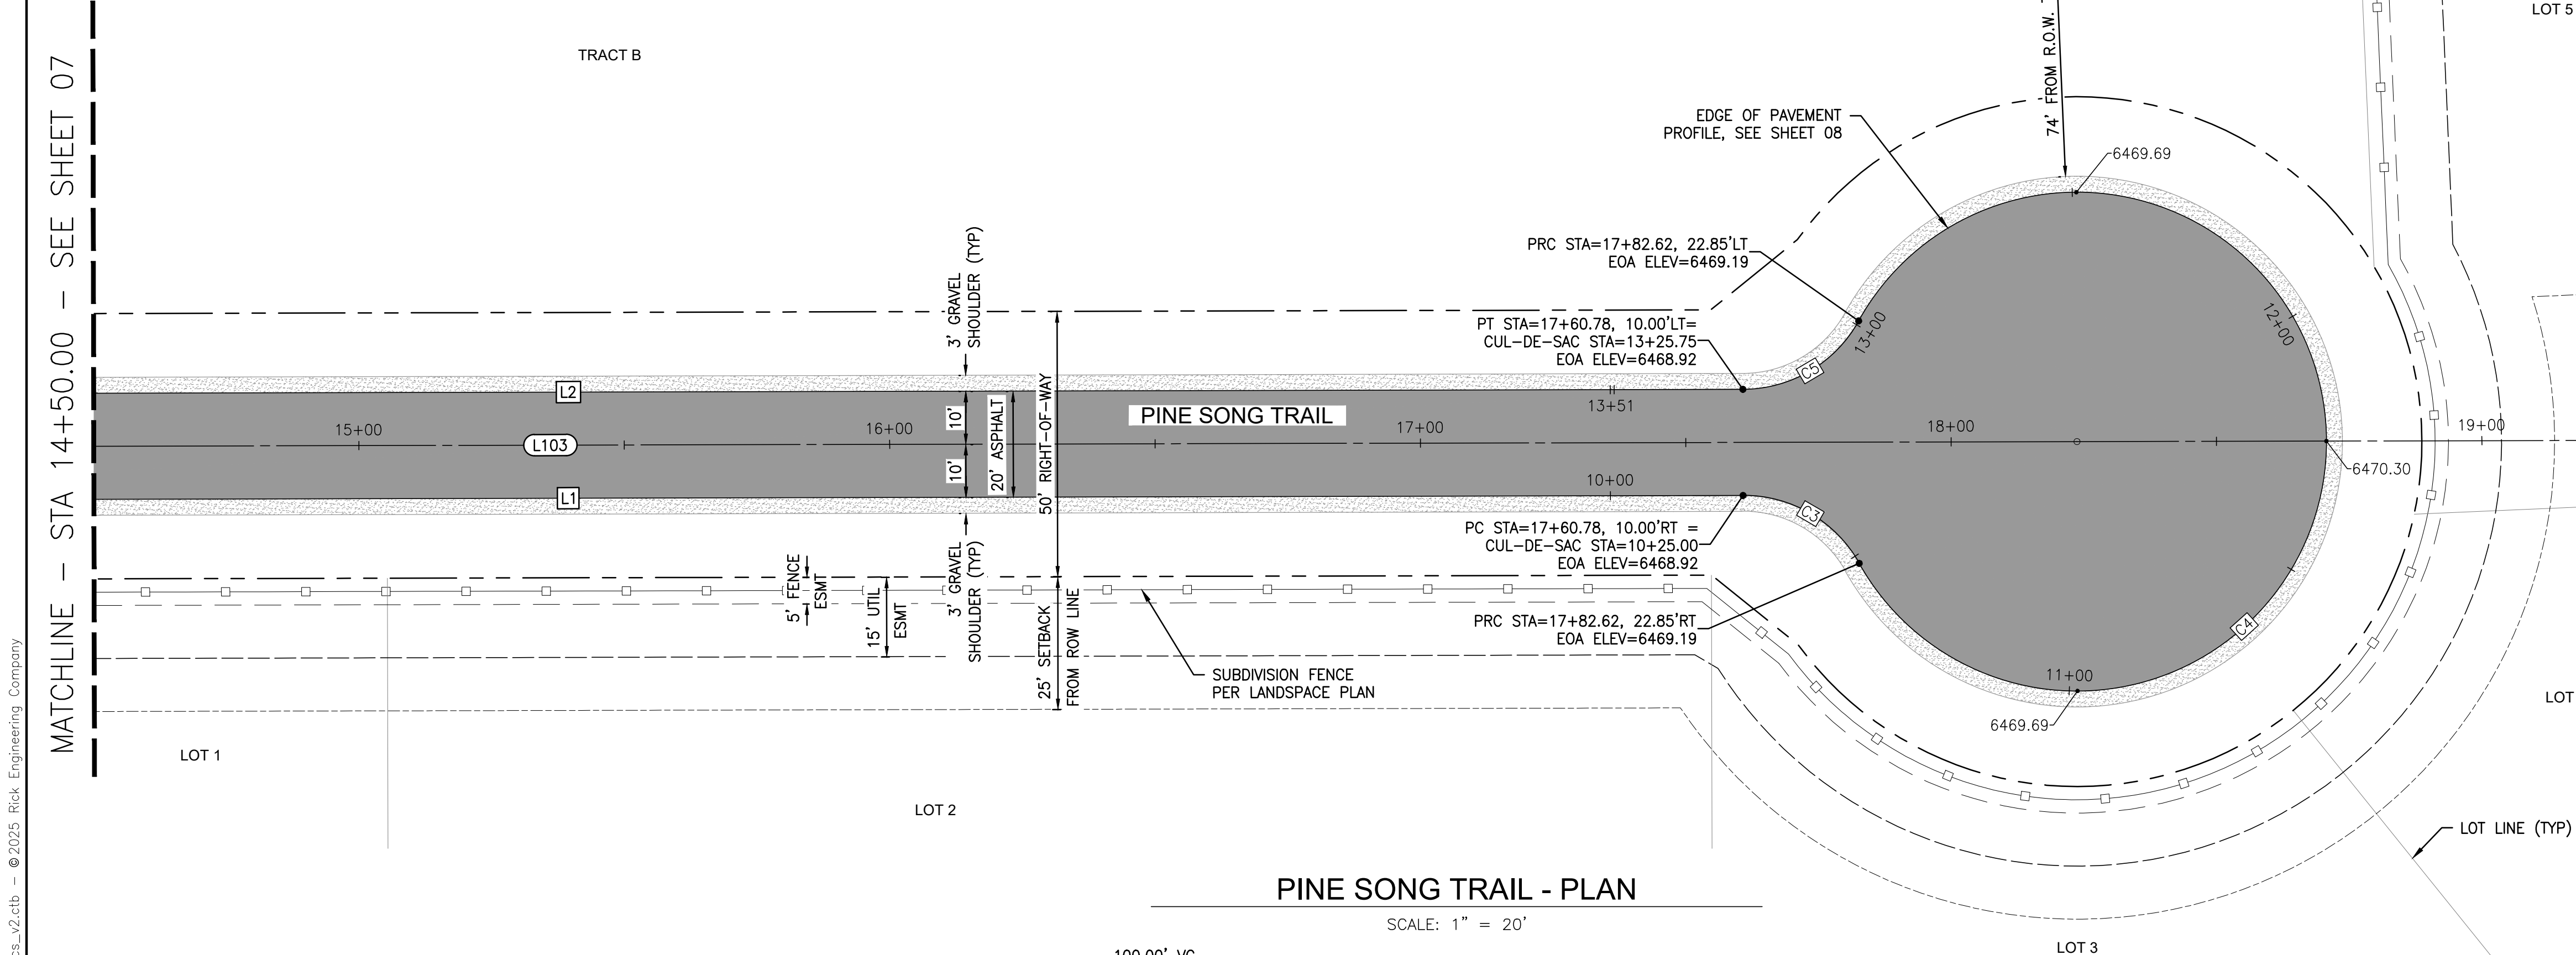 MATCHLINE – STA 14+50.00 – SEE SHEET 07
cs_v2.ctb – ©2025 Rick Engineering Company
TRACT B
LOT 5
74' FROM R.O.W.
EDGE OF PAVEMENT
PROFILE, SEE SHEET 08
6469.69
PRC STA=17+82.62, 22.85'LT
EOA ELEV=6469.19
PT STA=17+60.78, 10.00'LT=
CUL-DE-SAC STA=13+25.75
EOA ELEV=6468.92
3' GRAVEL
SHOULDER (TYP)
13+00
12+00
C5
L2
13+51
PINE SONG TRAIL
15+00
16+00
17+00
18+00
19+00
L103
10'
10'
20' ASPHALT
50' RIGHT-OF-WAY
6470.30
10+00
L1
C3
PC STA=17+60.78, 10.00'RT =
CUL-DE-SAC STA=10+25.00
EOA ELEV=6468.92
5' FENCE
ESMT
15' UTIL
ESMT
3' GRAVEL
SHOULDER (TYP)
25' SETBACK
FROM ROW LINE
PRC STA=17+82.62, 22.85'RT
EOA ELEV=6469.19
C4
SUBDIVISION FENCE
PER LANDSPACE PLAN
11+00
6469.69
LOT
LOT 1
LOT 2
LOT LINE (TYP)
PINE SONG TRAIL - PLAN
SCALE: 1" = 20'
LOT 3
100.00' VC